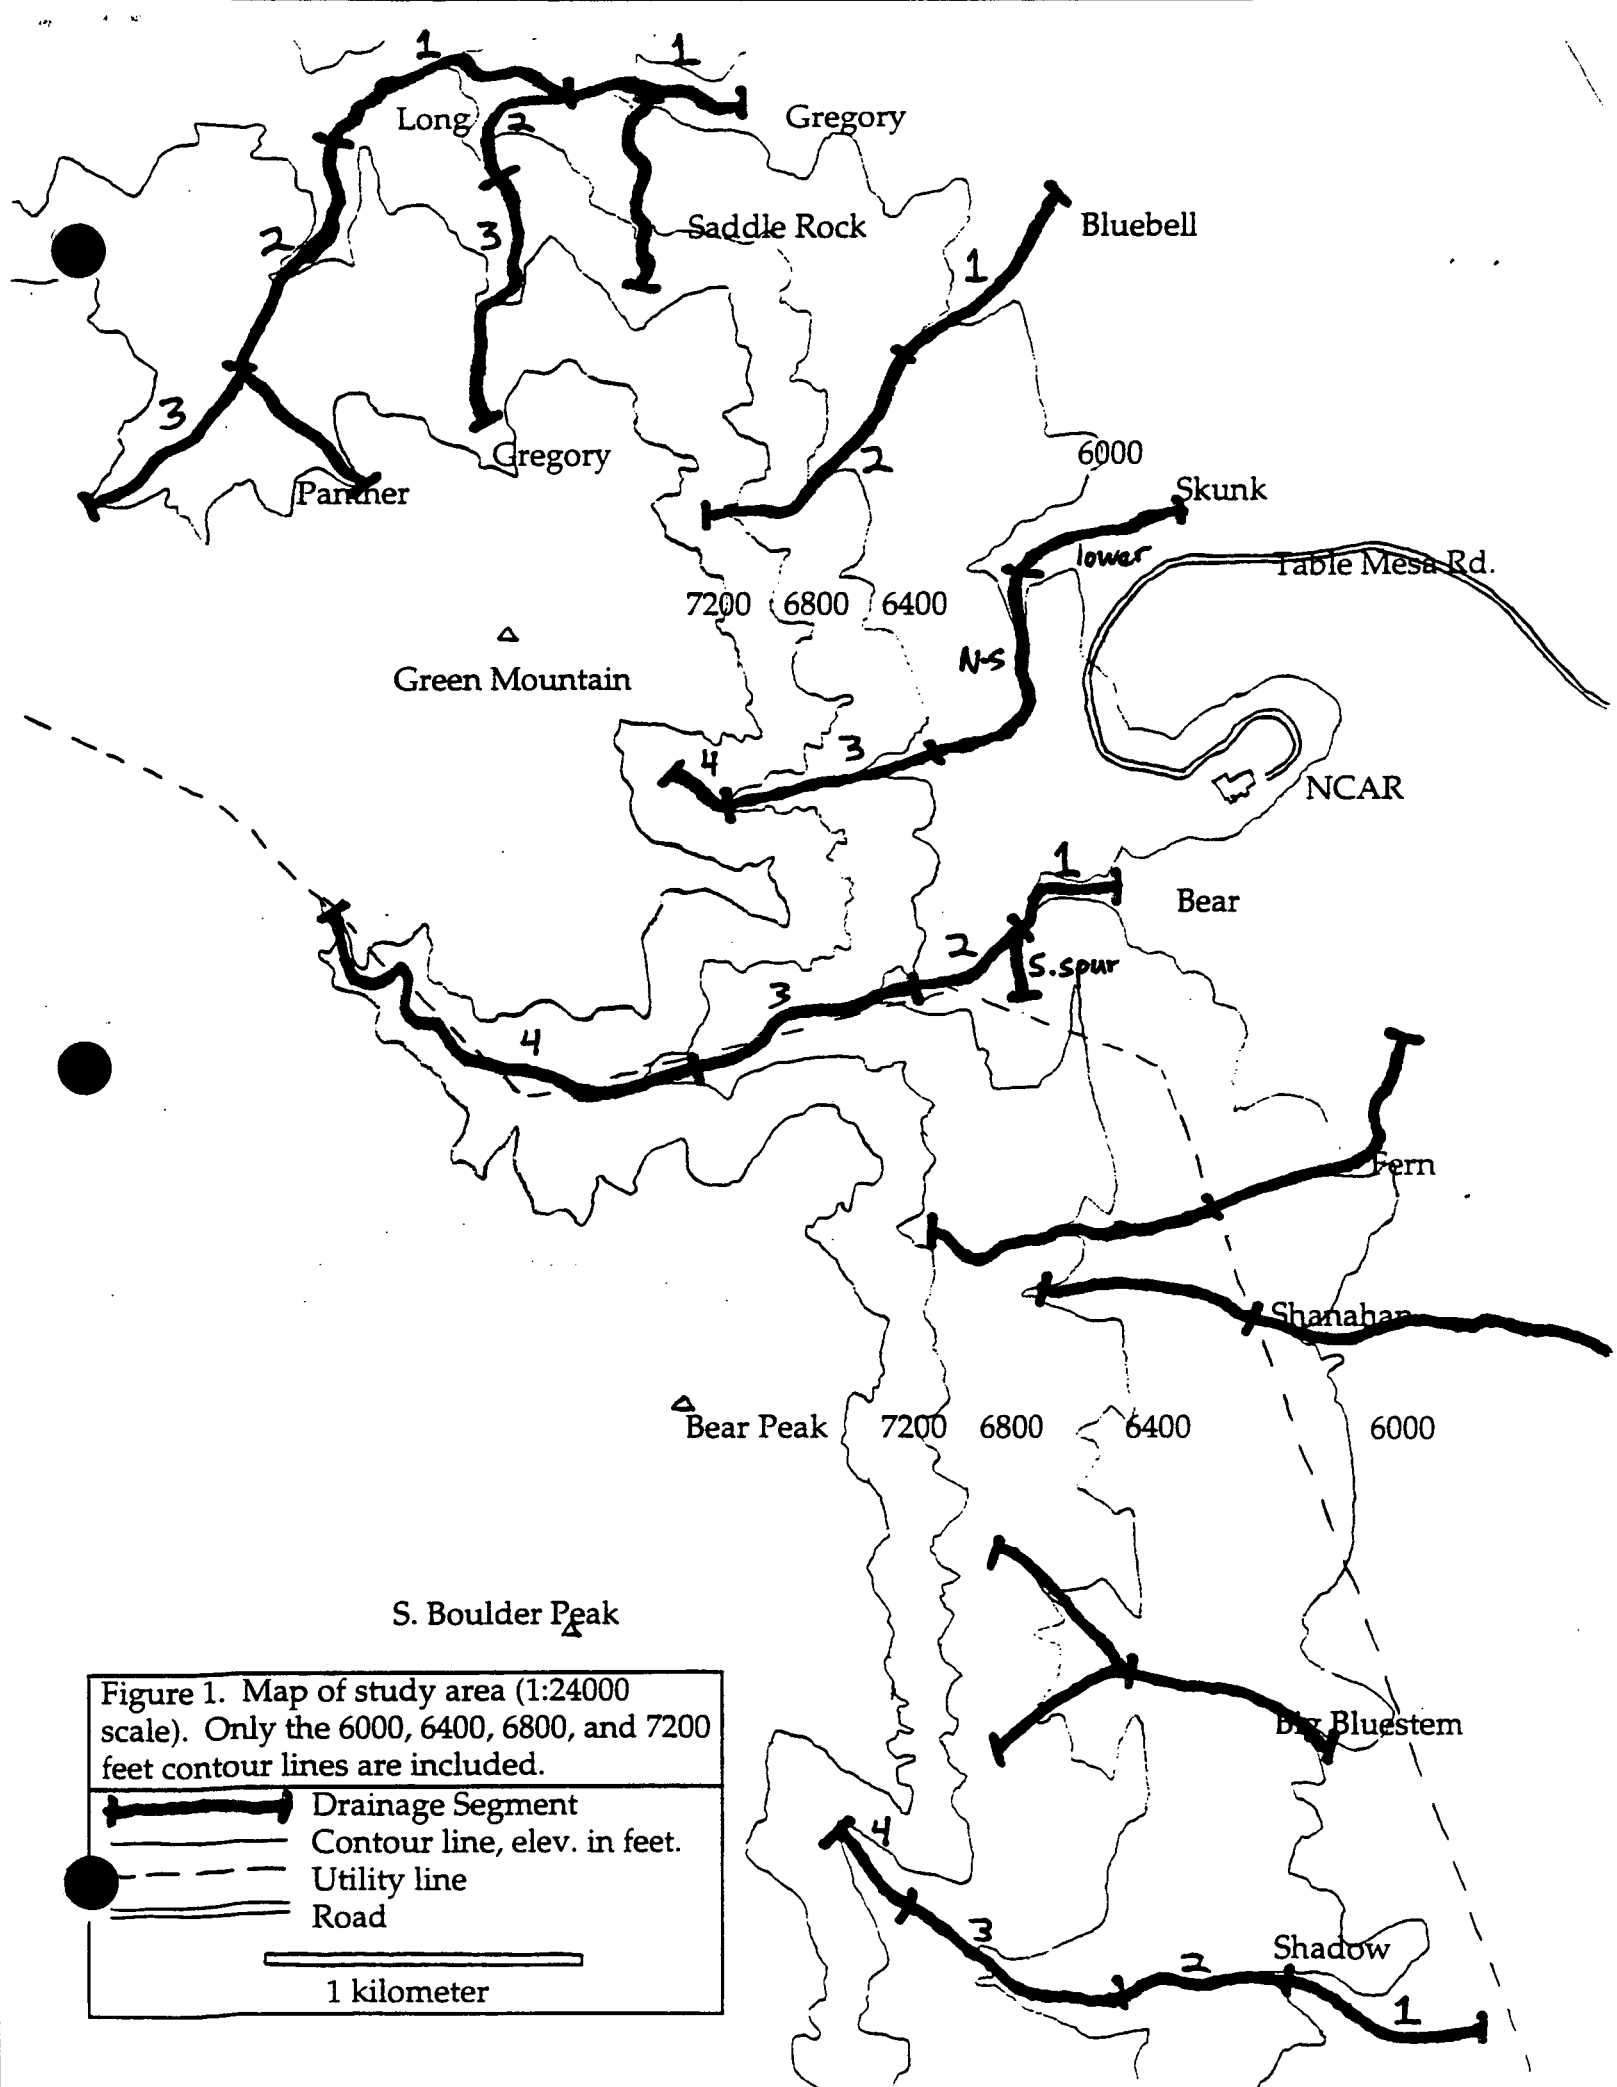 1
1
Long
2
Gregory
2
3
Saddle Rock
Bluebell
1
3
Gregory
2
6000
Panther
Skunk
lower
Table Mesa Rd.
7200 6800 6400
N-S
Green Mountain
3
4
NCAR
1
Bear
2
S. spur
3
4
Fern
Shanahan
Bear Peak 7200 6800 6400 6000
S. Boulder Peak
Figure 1. Map of study area (1:24000
scale). Only the 6000, 6400, 6800, and 7200
feet contour lines are included.
Big Bluestem
Drainage Segment
4
Contour line, elev. in feet.
Utility line
Road
3
Shadow
2
1 kilometer
1